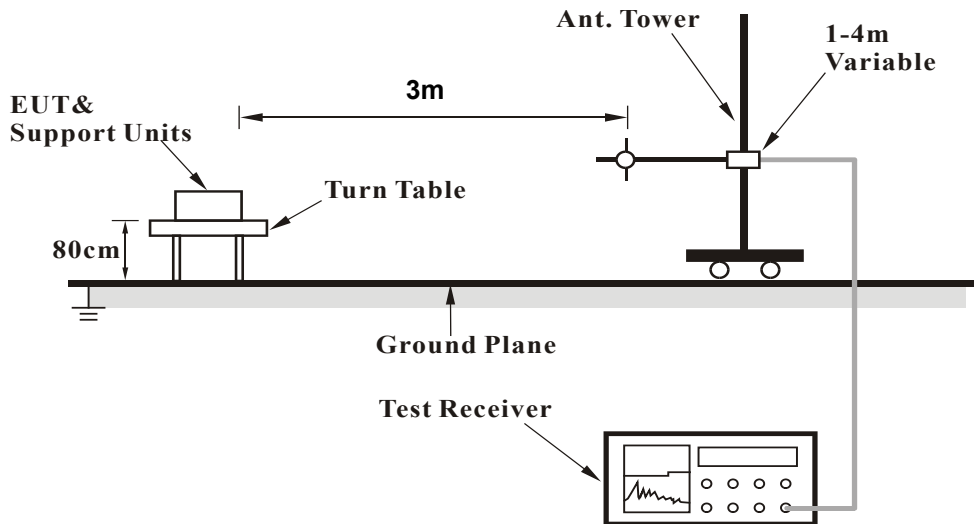 Ant. Tower
1-4m
Variable
3m
EUT&
Support Units
Turn Table
80cm
Ground Plane
Test Receiver